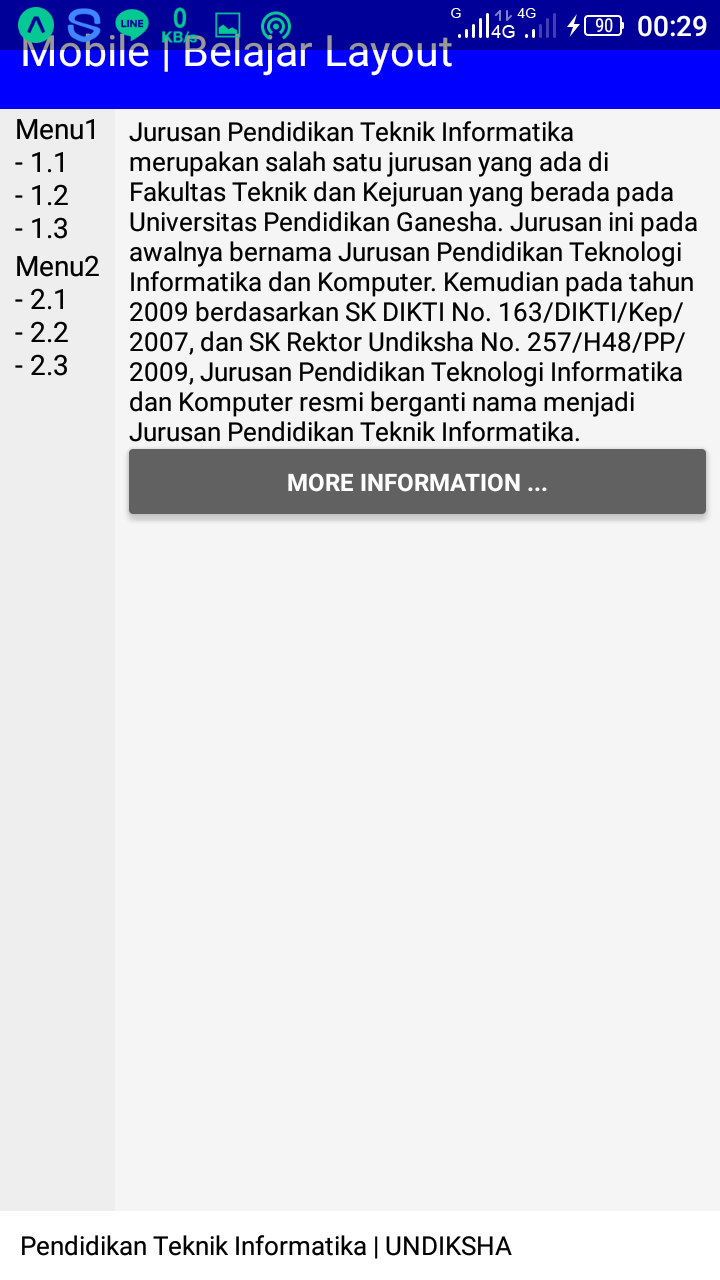 LINE
0
KB/s
G
4G
4G
90
00:29
Mobile | Belajar Layout
Menu1
- 1.1
- 1.2
- 1.3
Menu2
- 2.1
- 2.2
- 2.3
Jurusan Pendidikan Teknik Informatika
merupakan salah satu jurusan yang ada di
Fakultas Teknik dan Kejuruan yang berada pada
Universitas Pendidikan Ganesha. Jurusan ini pada
awalnya bernama Jurusan Pendidikan Teknologi
Informatika dan Komputer. Kemudian pada tahun
2009 berdasarkan SK DIKTI No. 163/DIKTI/Kep/
2007, dan SK Rektor Undiksha No. 257/H48/PP/
2009, Jurusan Pendidikan Teknologi Informatika
dan Komputer resmi berganti nama menjadi
Jurusan Pendidikan Teknik Informatika.
MORE INFORMATION ...
Pendidikan Teknik Informatika | UNDIKSHA